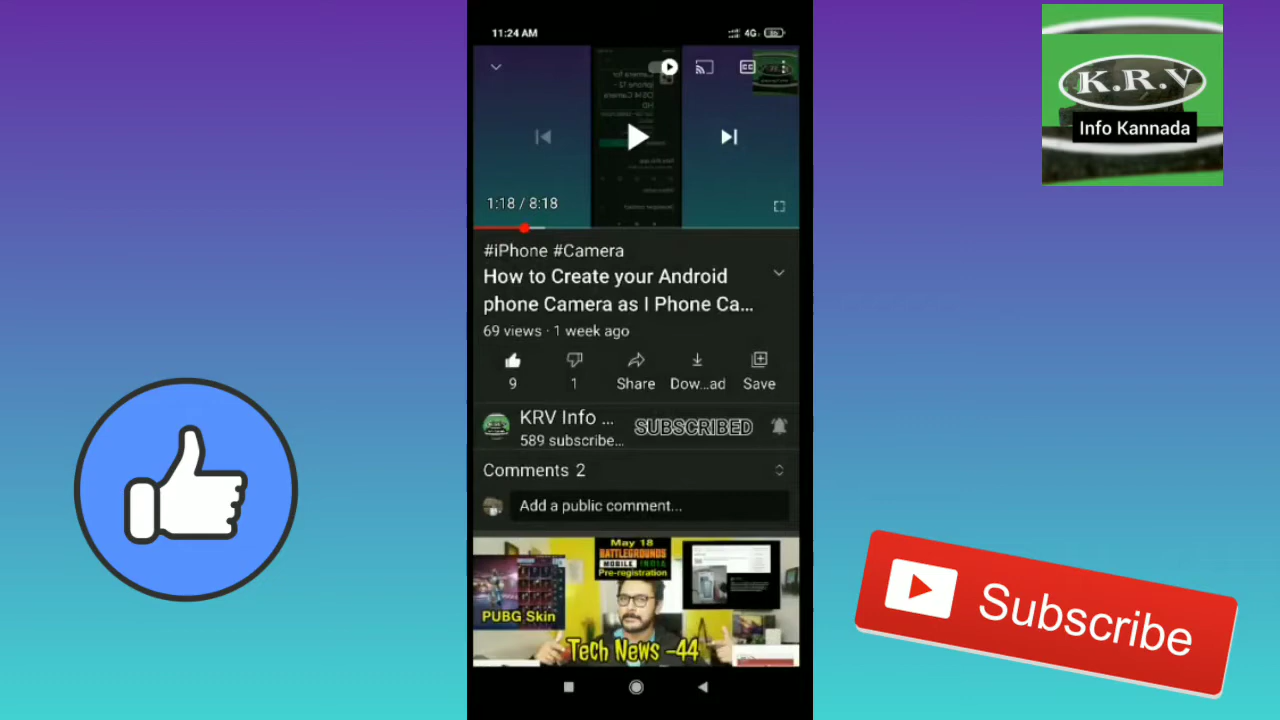 11:24 AM
4G
K.R.V
Info Kannada
1:18 / 8:18
#iPhone #Camera
How to Create your Android
phone Camera as I Phone Ca...
69 views · 1 week ago
9
1
Share
Dow...ad
Save
KRV Info ...
SUBSCRIBED
589 subscribe...
Comments 2
Add a public comment...
May 18
BATTLEGROUNDS
MOBILE INDIA
Pre-registration
PUBG Skin
Tech News -44
Subscribe